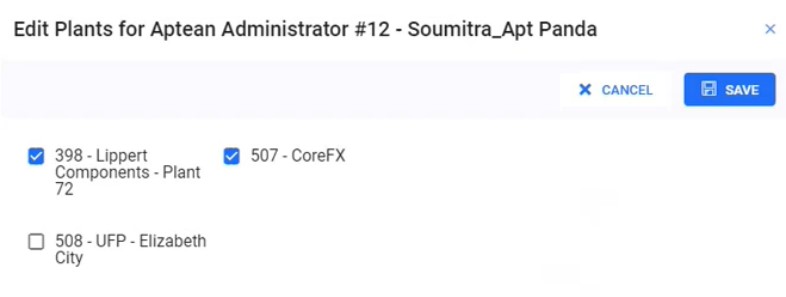 Edit Plants for Aptean Administrator #12 - Soumitra_Apt Panda
CANCEL
SAVE
398 - Lippert
Components - Plant
72
507 - CoreFX
508 - UFP - Elizabeth
City